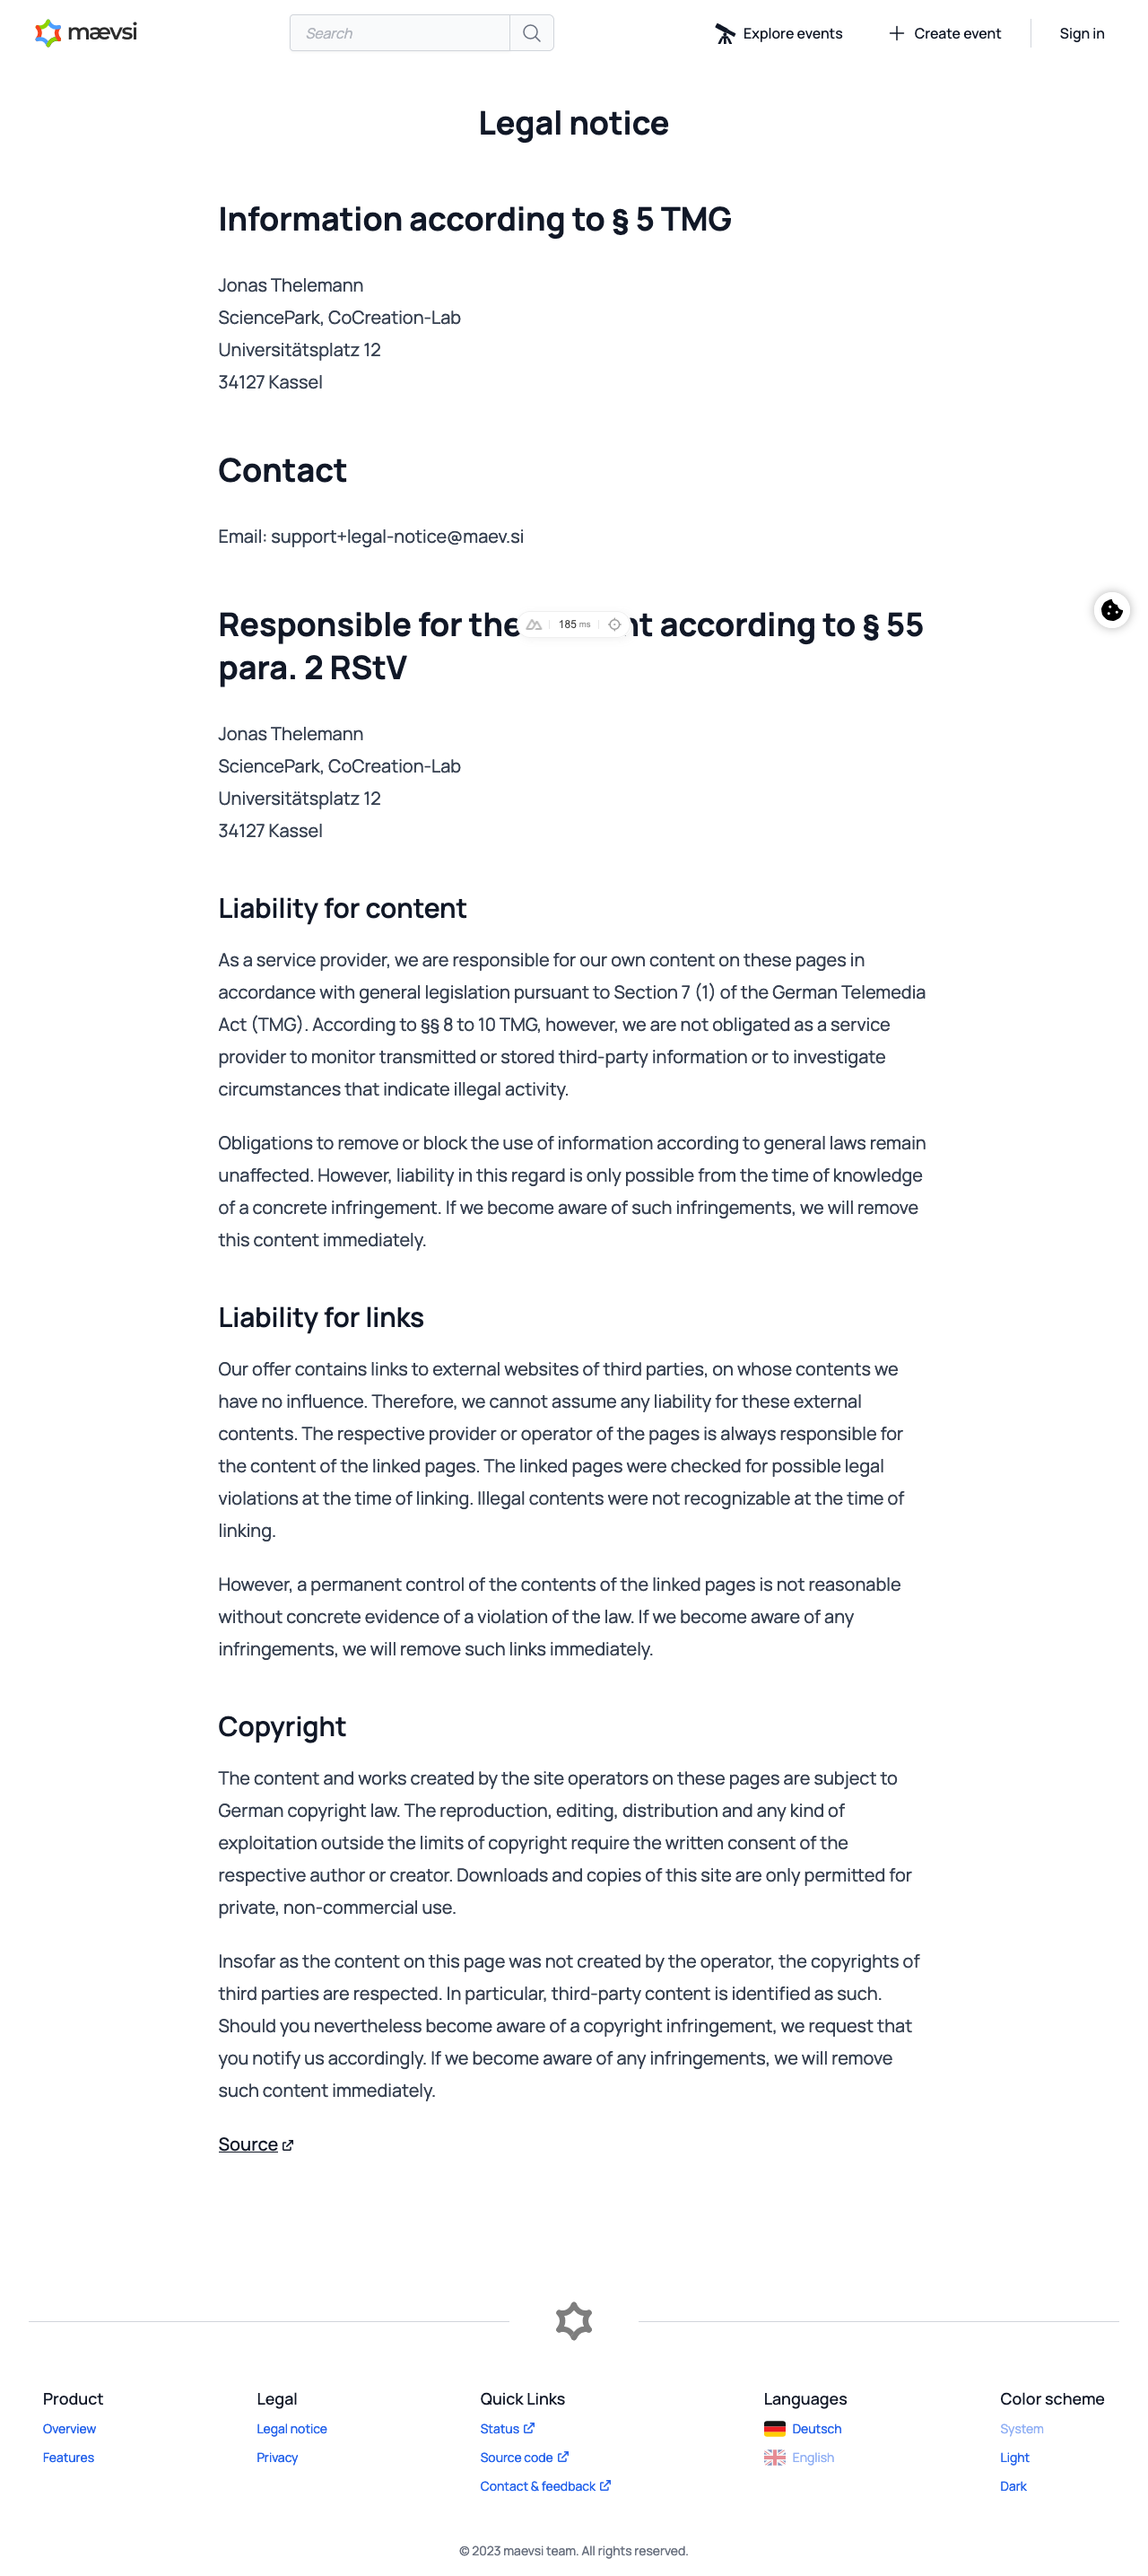 mævsi
Search
Explore events
Create event
Sign in
Legal notice
Information according to § 5 TMG
Jonas Thelemann
SciencePark, CoCreation-Lab
Universitätsplatz 12
34127 Kassel
Contact
Email: support+legal-notice@maev.si
Responsible for the nt according to § 55
185 ms
para. 2 RStV
Jonas Thelemann
SciencePark, CoCreation-Lab
Universitätsplatz 12
34127 Kassel
Liability for content
As a service provider, we are responsible for our own content on these pages in
accordance with general legislation pursuant to Section 7 (1) of the German Telemedia
Act (TMG). According to §§ 8 to 10 TMG, however, we are not obligated as a service
provider to monitor transmitted or stored third-party information or to investigate
circumstances that indicate illegal activity.
Obligations to remove or block the use of information according to general laws remain
unaffected. However, liability in this regard is only possible from the time of knowledge
of a concrete infringement. If we become aware of such infringements, we will remove
this content immediately.
Liability for links
Our offer contains links to external websites of third parties, on whose contents we
have no influence. Therefore, we cannot assume any liability for these external
contents. The respective provider or operator of the pages is always responsible for
the content of the linked pages. The linked pages were checked for possible legal
violations at the time of linking. Illegal contents were not recognizable at the time of
linking.
However, a permanent control of the contents of the linked pages is not reasonable
without concrete evidence of a violation of the law. If we become aware of any
infringements, we will remove such links immediately.
Copyright
The content and works created by the site operators on these pages are subject to
German copyright law. The reproduction, editing, distribution and any kind of
exploitation outside the limits of copyright require the written consent of the
respective author or creator. Downloads and copies of this site are only permitted for
private, non-commercial use.
Insofar as the content on this page was not created by the operator, the copyrights of
third parties are respected. In particular, third-party content is identified as such.
Should you nevertheless become aware of a copyright infringement, we request that
you notify us accordingly. If we become aware of any infringements, we will remove
such content immediately.
Source
Product
Overview
Features
Legal
Legal notice
Privacy
Quick Links
Status
Source code
Contact & feedback
Languages
Deutsch
English
Color scheme
System
Light
Dark
© 2023 maevsi team. All rights reserved.